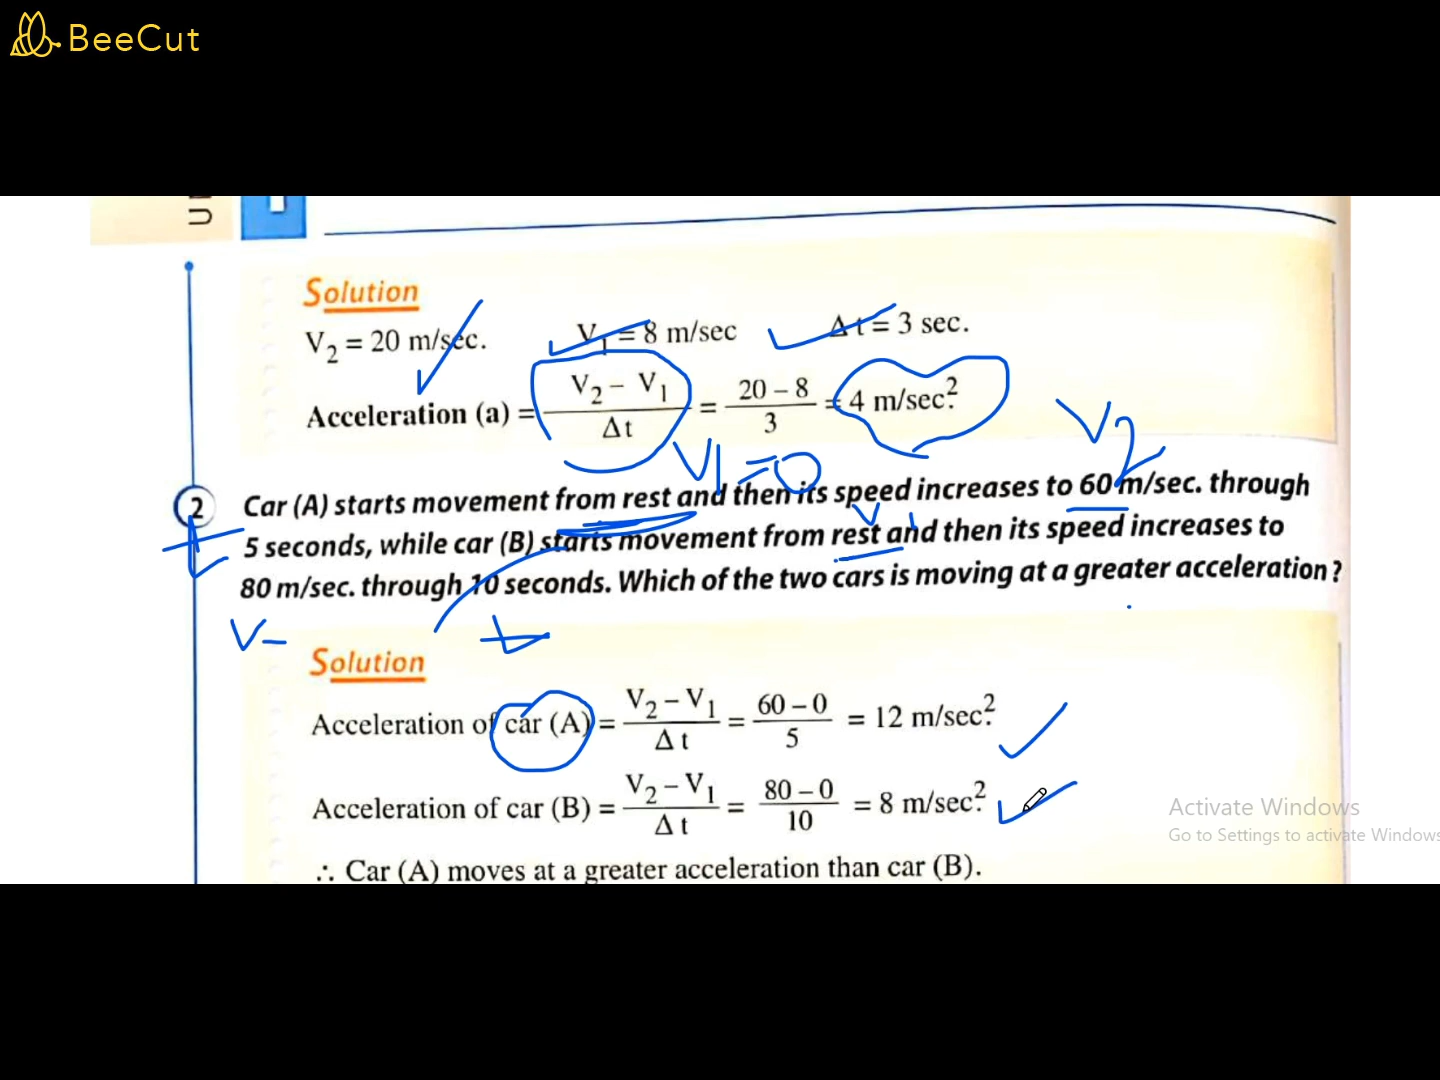 BeeCut
Solution
V2 = 20 m/sec. V1 = 8 m/sec Δt = 3 sec.
Acceleration (a) = V2 − V1 / Δt = 20 − 8 / 3 = 4 m/sec².
V1 = 0 V2
2 Car (A) starts movement from rest and then its speed increases to 60 m/sec. through
5 seconds, while car (B) starts movement from rest and then its speed increases to
80 m/sec. through 10 seconds. Which of the two cars is moving at a greater acceleration?
Solution
Acceleration of car (A) = V2 − V1 / Δt = 60 − 0 / 5 = 12 m/sec².
Acceleration of car (B) = V2 − V1 / Δt = 80 − 0 / 10 = 8 m/sec².
∴ Car (A) moves at a greater acceleration than car (B).
Activate Windows
Go to Settings to activate Windows